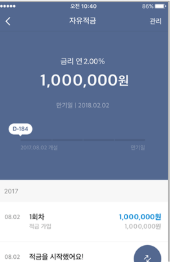 오전 10:40
86%
자유적금
관리
금리 연 2.00%
1,000,000원
만기일 | 2018.02.02
D-184
2017.08.02 개설
만기일
2017
08.02 1회차 1,000,000원
적금 가입 1,000,000원
08.02 적금을 시작했어요!